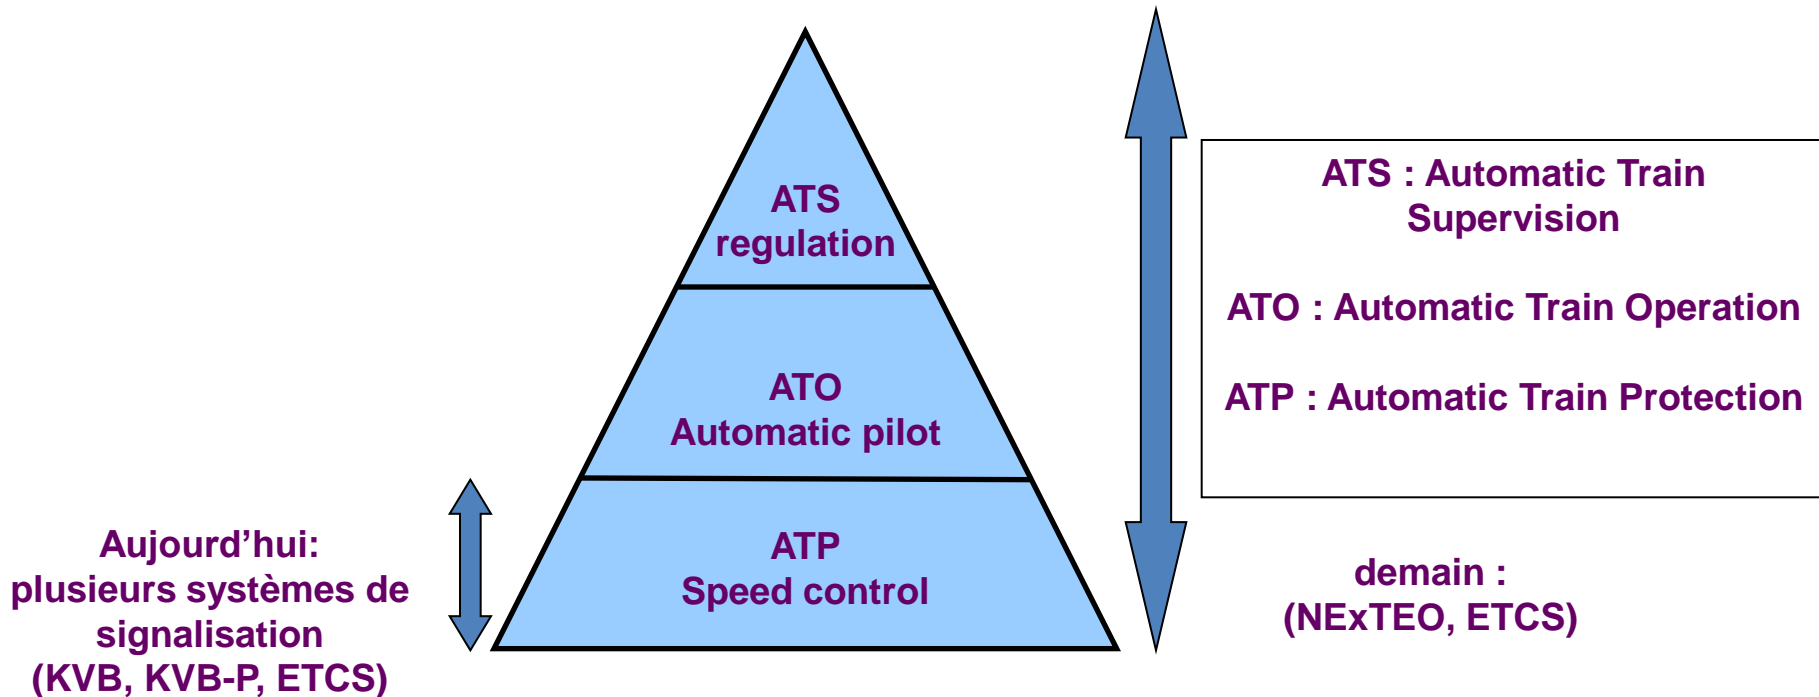 ATS
regulation
ATO
Automatic pilot
ATP
Speed control
Aujourd’hui:
plusieurs systèmes de
signalisation
(KVB, KVB-P, ETCS)
ATS : Automatic Train
Supervision
ATO : Automatic Train Operation
ATP : Automatic Train Protection
demain :
(NExTEO, ETCS)